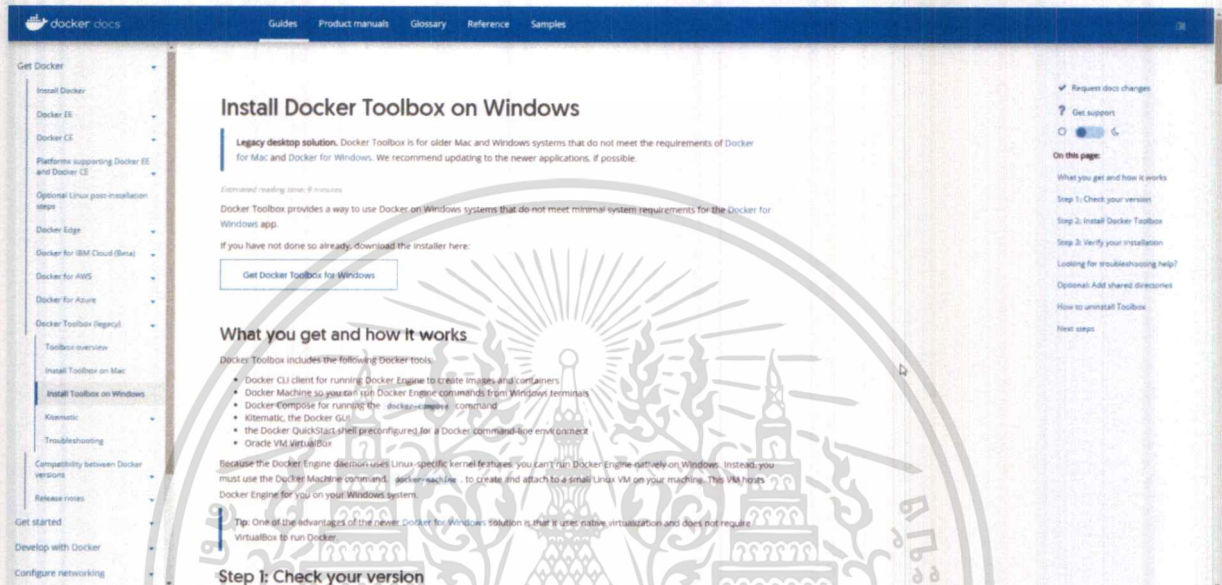 docker docs
Guides
Product manuals
Glossary
Reference
Samples
Get Docker
Install Docker
Docker EE
Docker CE
Platforms supporting Docker EE
and Docker CE
Optional Linux post-installation
steps
Docker Edge
Docker for IBM Cloud (Beta)
Docker for AWS
Docker for Azure
Docker Toolbox (legacy)
Toolbox overview
Install Toolbox on Mac
Install Toolbox on Windows
Kitematic
Troubleshooting
Compatibility between Docker
versions
Release notes
Get started
Develop with Docker
Configure networking
Install Docker Toolbox on Windows
Legacy desktop solution. Docker Toolbox is for older Mac and Windows systems that do not meet the requirements of Docker
for Mac and Docker for Windows. We recommend updating to the newer applications, if possible.
Estimated reading time: 9 minutes
Docker Toolbox provides a way to use Docker on Windows systems that do not meet minimal system requirements for the Docker for
Windows app.
If you have not done so already, download the installer here:
Get Docker Toolbox for Windows
What you get and how it works
Docker Toolbox includes the following Docker tools:
• Docker CLI client for running Docker Engine to create images and containers
• Docker Machine so you can run Docker Engine commands from Windows terminals
• Docker Compose for running the docker-compose command
• Kitematic, the Docker GUI
• the Docker QuickStart shell preconfigured for a Docker command-line environment
• Oracle VM VirtualBox
Because the Docker Engine daemon uses Linux-specific kernel features, you can't run Docker Engine natively on Windows. Instead, you
must use the Docker Machine command, docker-machine, to create and attach to a small Linux VM on your machine. This VM hosts
Docker Engine for you on your Windows system.
Tip: One of the advantages of the newer Docker for Windows solution is that it uses native virtualization and does not require
VirtualBox to run Docker.
Step 1: Check your version
Request docs changes
Get support
On this page:
What you get and how it works
Step 1: Check your version
Step 2: Install Docker Toolbox
Step 3: Verify your installation
Looking for troubleshooting help?
Optional: Add shared directories
How to uninstall Toolbox
Next steps